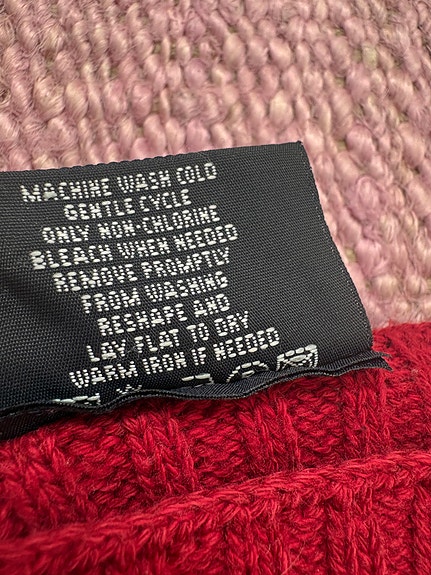 MACHINE WASH COLD
GENTLE CYCLE
ONLY NON-CHLORINE
BLEACH WHEN NEEDED
REMOVE PROMPTLY
FROM WASHING
RESHAPE AND
LAY FLAT TO DRY
WARM IRON IF NEEDED